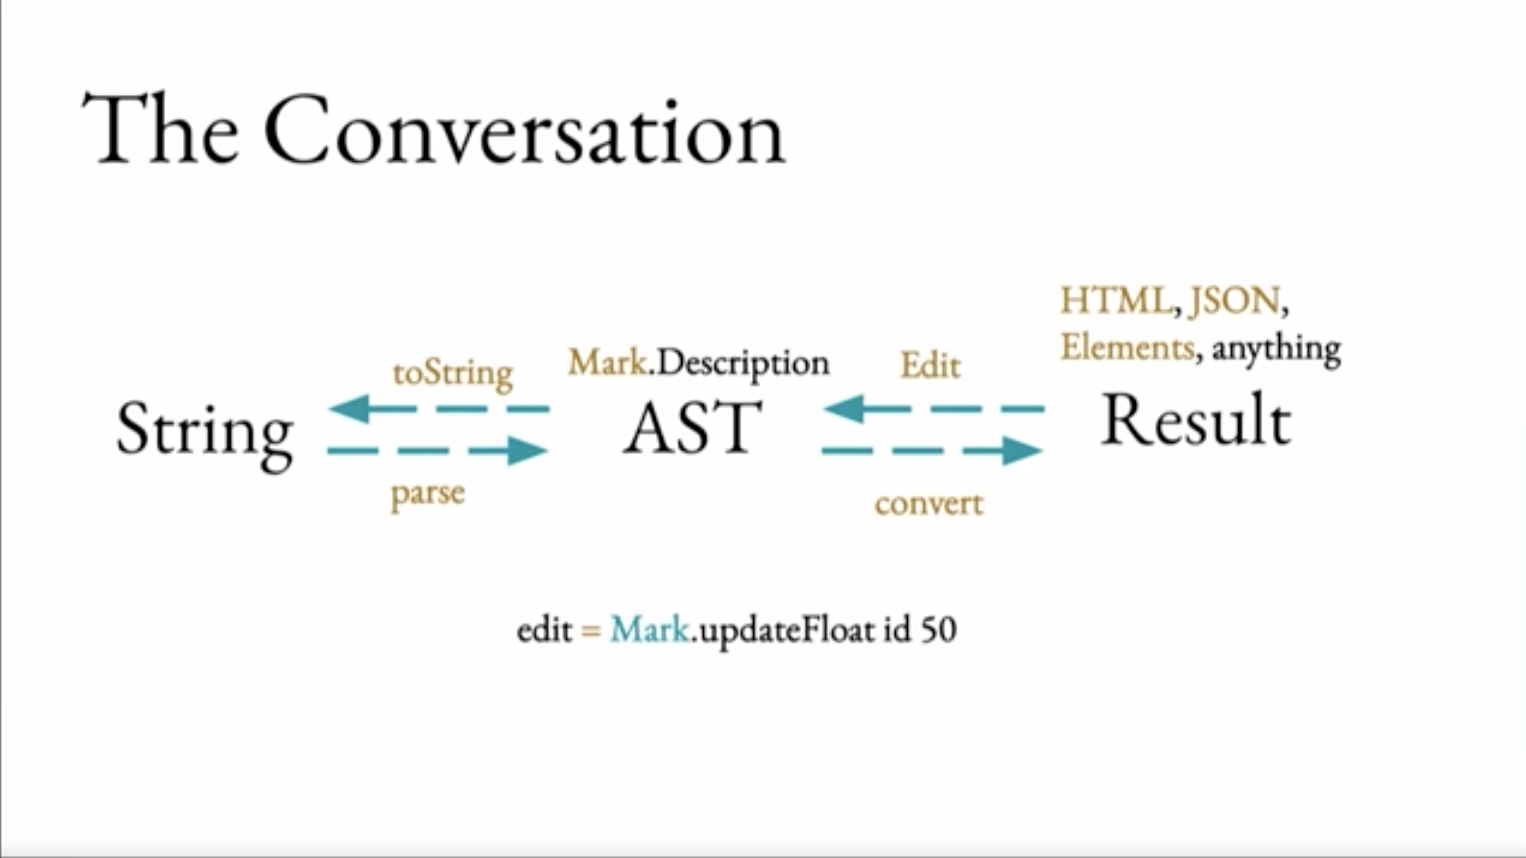 The Conversation
HTML, JSON,
Elements, anything
toString
Mark.Description
Edit
String
AST
Result
parse
convert
edit = Mark.updateFloat id 50